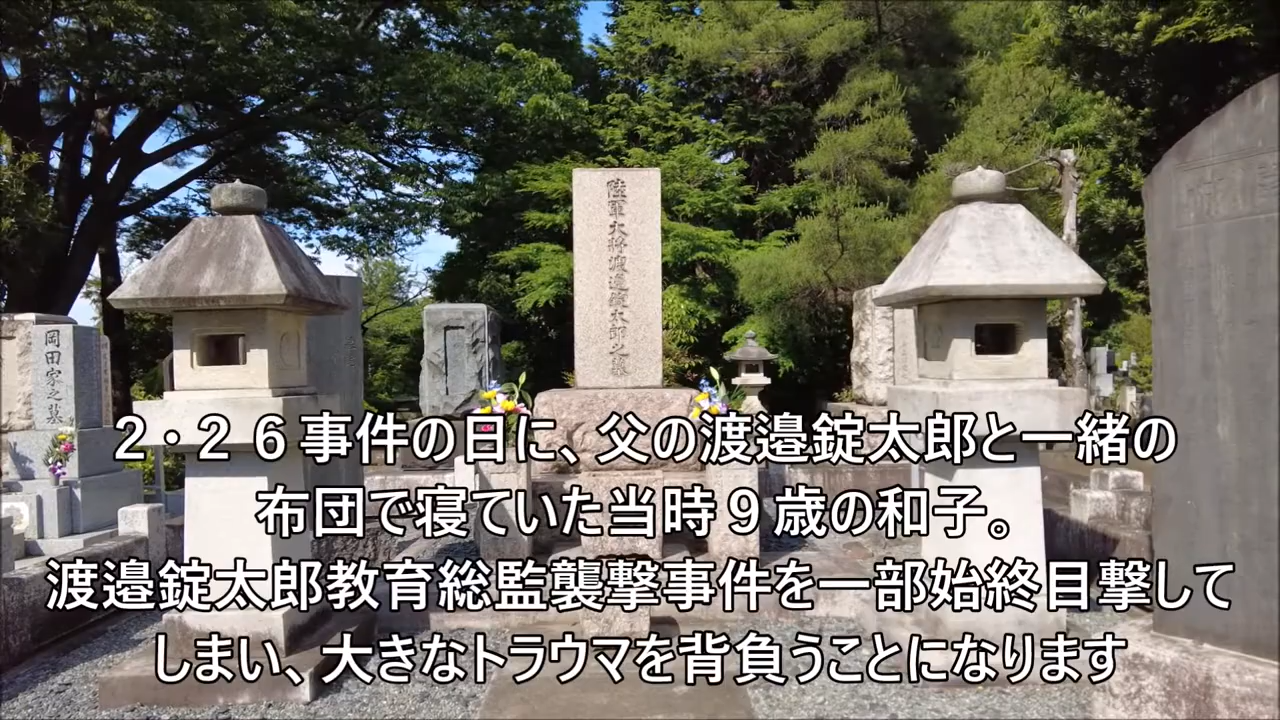 陸軍大将渡邉錠太郎之墓
岡田家之墓
２・２６事件の日に、父の渡邉錠太郎と一緒の
布団で寝ていた当時９歳の和子。
渡邉錠太郎教育総監襲撃事件を一部始終目撃して
しまい、大きなトラウマを背負うことになります